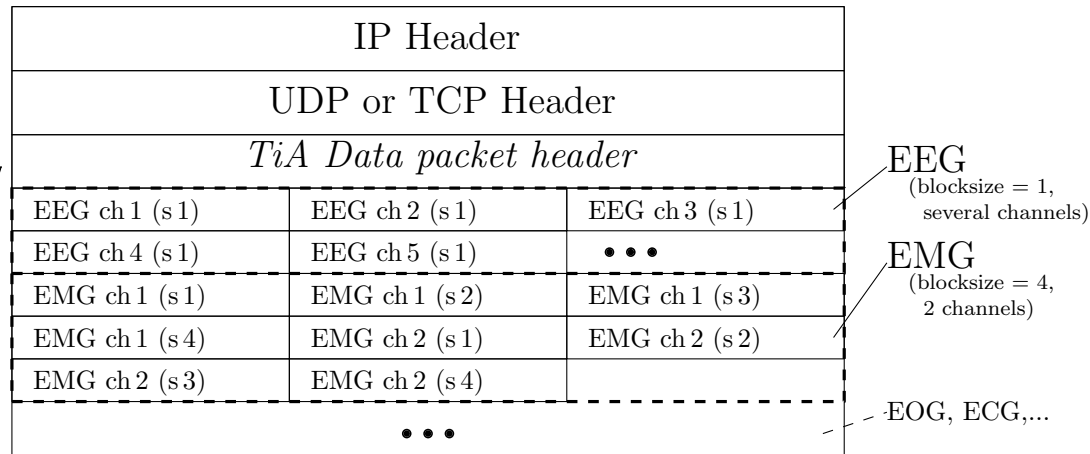 IP Header
UDP or TCP Header
TiA Data packet header
EEG ch 1 (s 1) EEG ch 2 (s 1) EEG ch 3 (s 1)
EEG ch 4 (s 1) EEG ch 5 (s 1) •••
EMG ch 1 (s 1) EMG ch 1 (s 2) EMG ch 1 (s 3)
EMG ch 1 (s 4) EMG ch 2 (s 1) EMG ch 2 (s 2)
EMG ch 2 (s 3) EMG ch 2 (s 4)
•••
EEG
(blocksize = 1,
several channels)
EMG
(blocksize = 4,
2 channels)
EOG, ECG,...